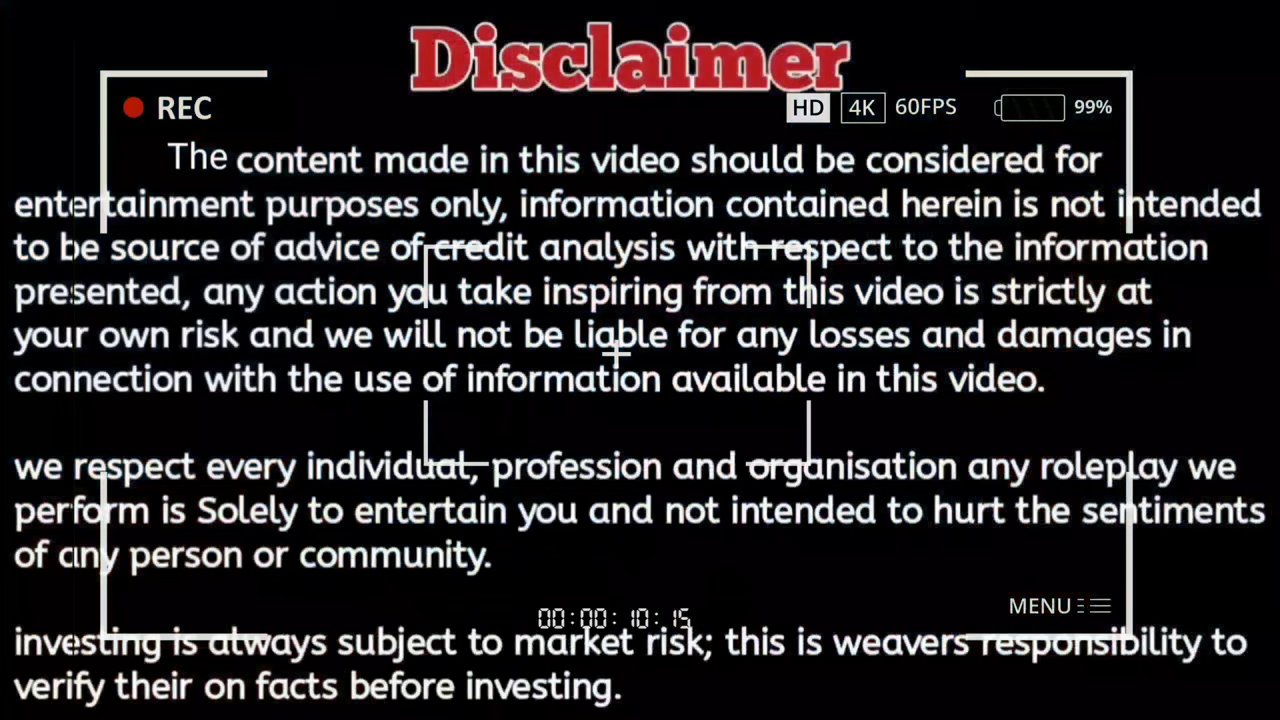 Disclaimer
REC
HD 4K 60FPS 99%
The content made in this video should be considered for
entertainment purposes only, information contained herein is not intended
to be source of advice of credit analysis with respect to the information
presented, any action you take inspiring from this video is strictly at
your own risk and we will not be liable for any losses and damages in
connection with the use of information available in this video.
we respect every individual, profession and organisation any roleplay we
perform is Solely to entertain you and not intended to hurt the sentiments
of any person or community.
MENU
00:00:10:15
investing is always subject to market risk; this is weavers responsibility to
verify their on facts before investing.